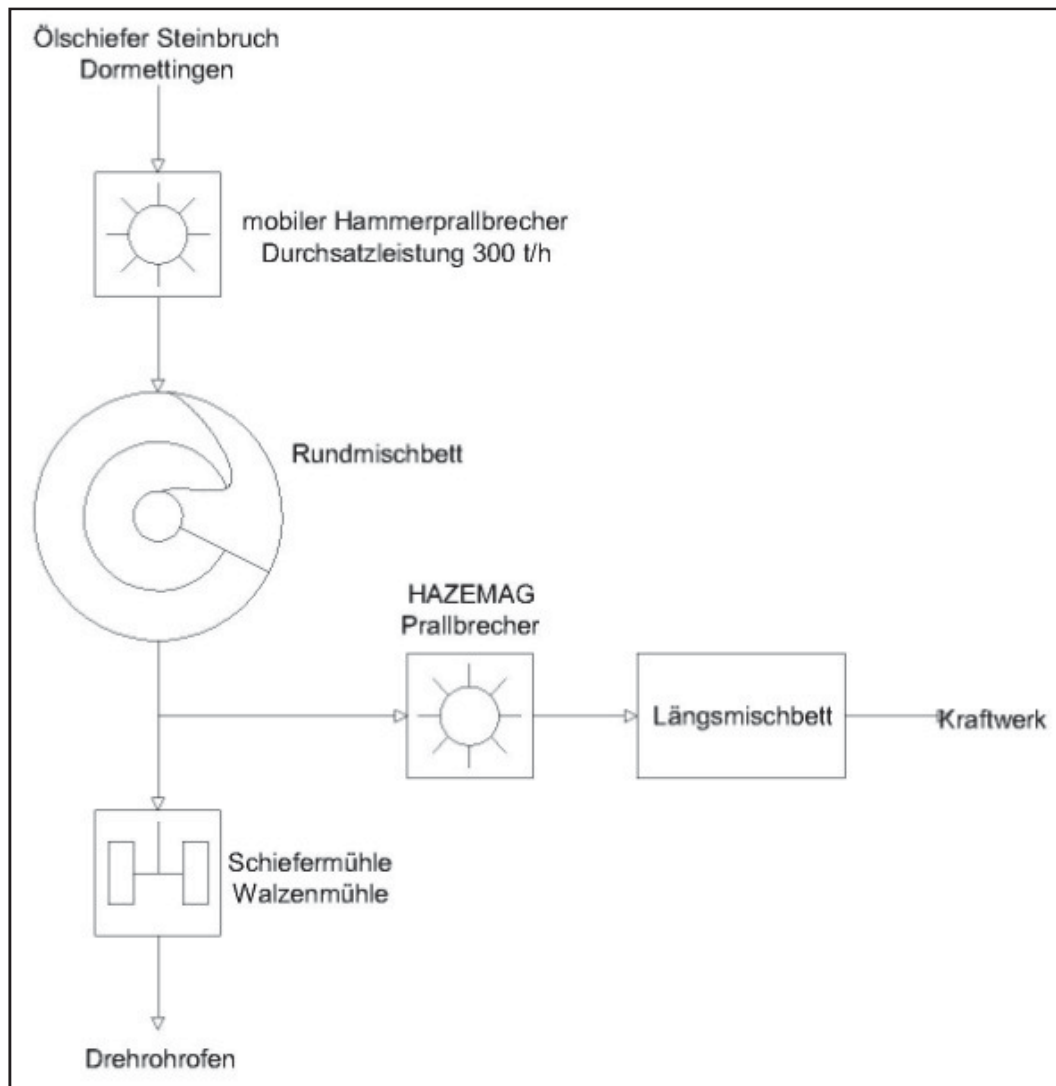 Ölschiefer Steinbruch
Dormettingen
mobiler Hammerprallbrecher
Durchsatzleistung 300 t/h
Rundmischbett
HAZEMAG
Prallbrecher
Längsmischbett
Kraftwerk
Schiefermühle
Walzenmühle
Drehrohrofen